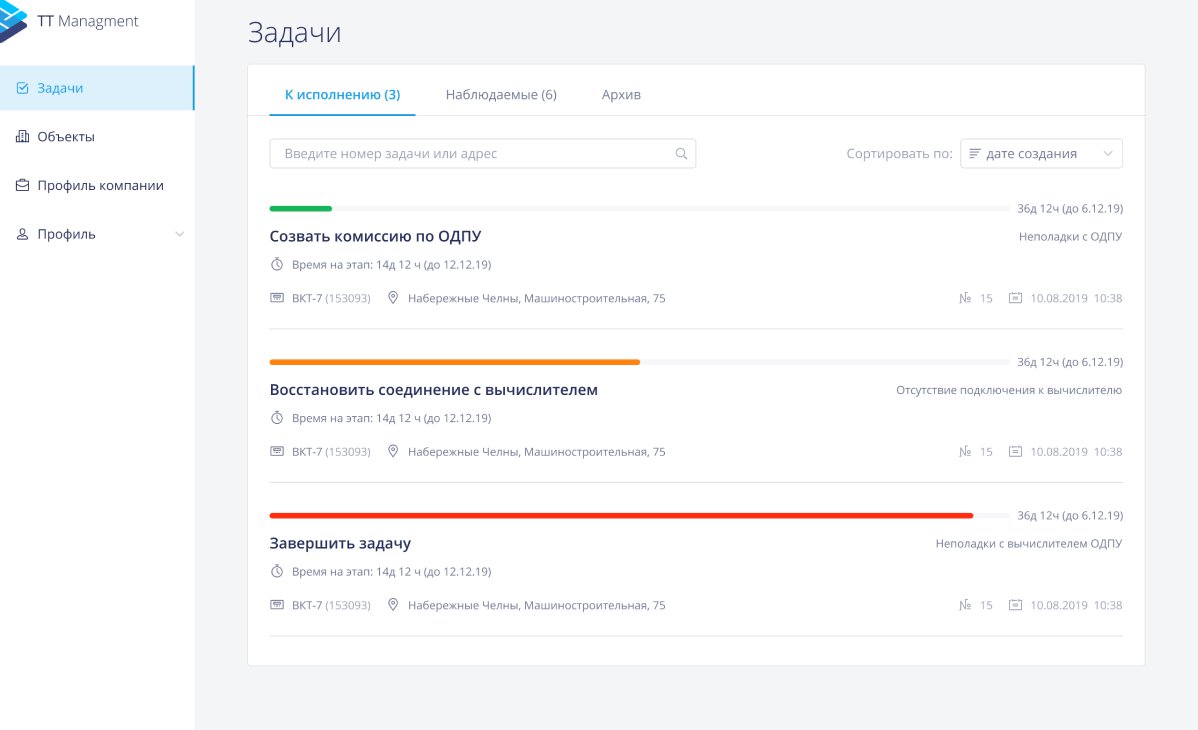 TT Managment
Задачи
Объекты
Профиль компании
Профиль
Задачи
К исполнению (3) Наблюдаемые (6) Архив
Введите номер задачи или адрес Сортировать по: дате создания
36д 12ч (до 6.12.19)
Созвать комиссию по ОДПУ Неполадки с ОДПУ
Время на этап: 14д 12 ч (до 12.12.19)
ВКТ-7 (153093) Набережные Челны, Машиностроительная, 75 № 15 10.08.2019 10:38
36д 12ч (до 6.12.19)
Восстановить соединение с вычислителем Отсутствие подключения к вычислителю
Время на этап: 14д 12 ч (до 12.12.19)
ВКТ-7 (153093) Набережные Челны, Машиностроительная, 75 № 15 10.08.2019 10:38
36д 12ч (до 6.12.19)
Завершить задачу Неполадки с вычислителем ОДПУ
Время на этап: 14д 12 ч (до 12.12.19)
ВКТ-7 (153093) Набережные Челны, Машиностроительная, 75 № 15 10.08.2019 10:38